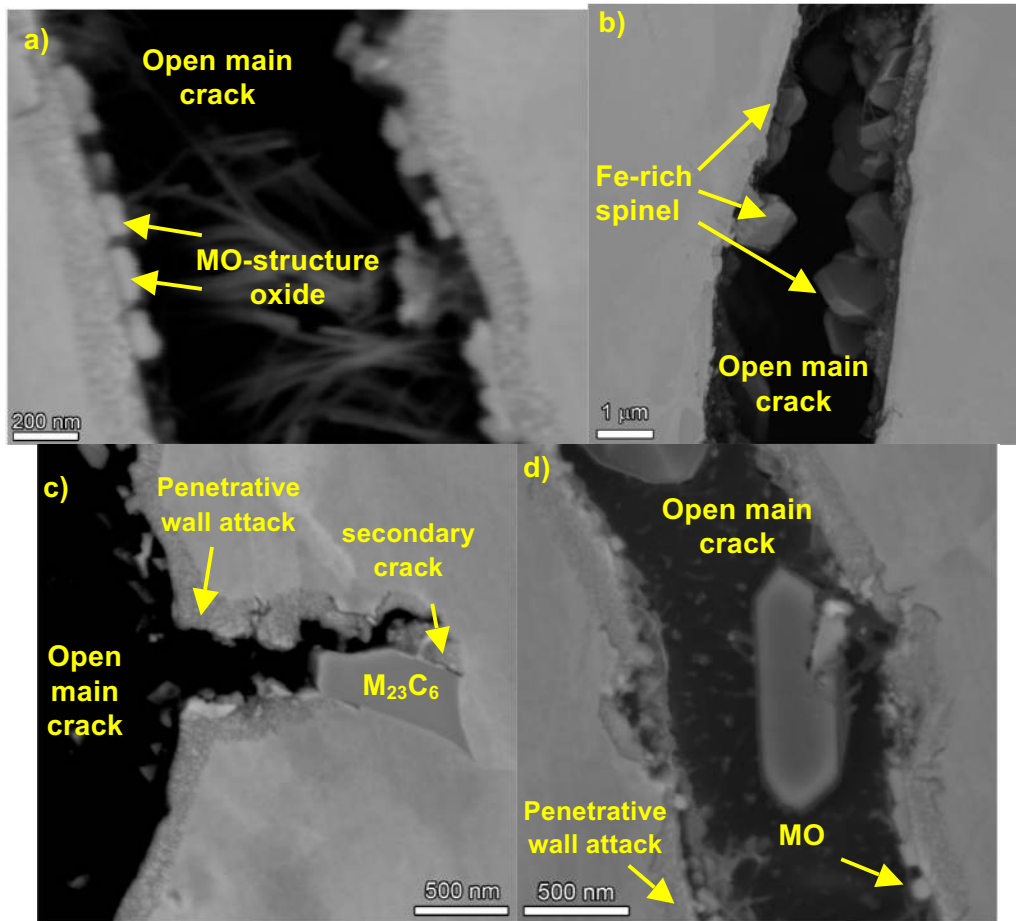 a)
Open main
crack
MO-structure
oxide
200 nm
b)
Fe-rich
spinel
Open main
crack
1 μm
c)
Penetrative
wall attack
secondary
crack
Open
main
crack
M₂₃C₆
500 nm
d)
Open main
crack
Penetrative
wall attack
MO
500 nm